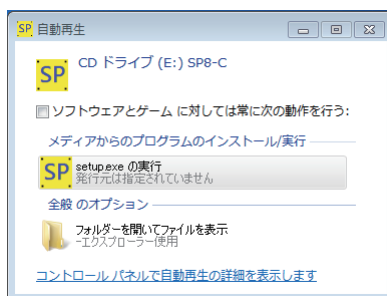 SP 自動再生
SP CD ドライブ (E:) SP8-C
ソフトウェアとゲーム に対しては常に次の動作を行う:
メディアからのプログラムのインストール/実行
SP setup.exe の実行
発行元は指定されていません
全般 のオプション
フォルダーを開いてファイルを表示
-エクスプローラー使用
コントロール パネルで自動再生の詳細を表示します